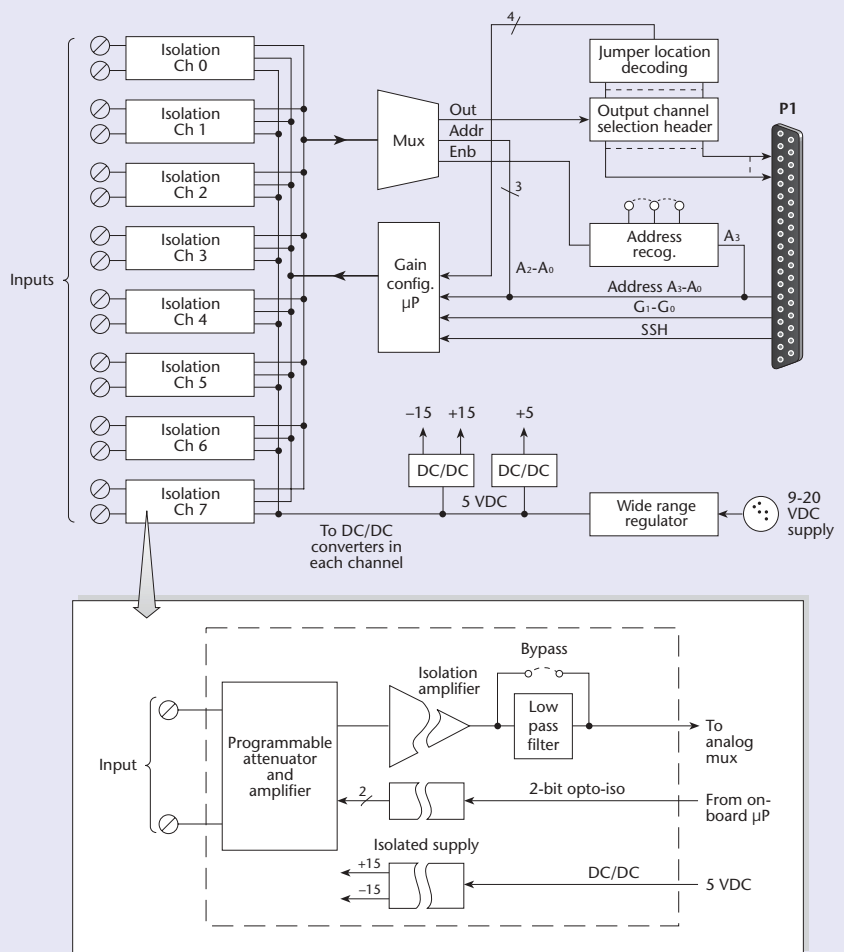 Inputs
Isolation
Ch 0
Isolation
Ch 1
Isolation
Ch 2
Isolation
Ch 3
Isolation
Ch 4
Isolation
Ch 5
Isolation
Ch 6
Isolation
Ch 7
Mux
Out
Addr
Enb
4
3
A2-A0
Jumper location
decoding
Output channel
selection header
P1
Address
recog.
A3
Gain
config.
µP
Address A3-A0
G1-G0
SSH
–15
+15
+5
DC/DC
DC/DC
5 VDC
Wide range
regulator
9-20
VDC
supply
To DC/DC
converters in
each channel
Input
Programmable
attenuator
and
amplifier
Isolation
amplifier
Bypass
Low
pass
filter
To
analog
mux
2
2-bit opto-iso
From on-
board µP
Isolated supply
+15
–15
DC/DC
5 VDC